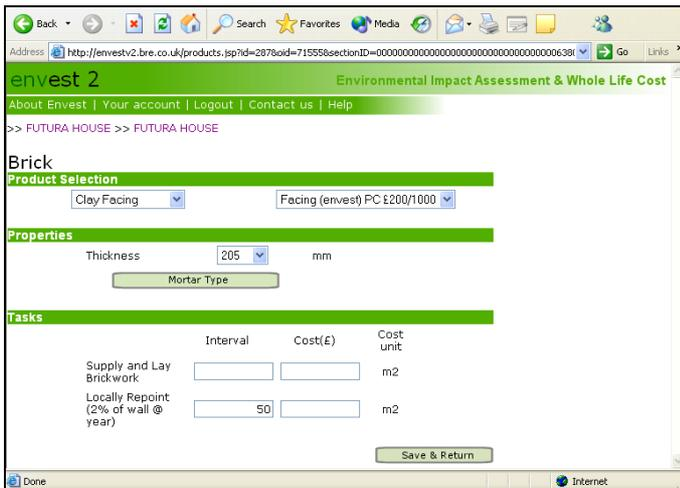 Back Search Favorites Media
Address http://envestv2.bre.co.uk/products.jsp?id=287&oid=71555&sectionID= Go Links
envest 2 Environmental Impact Assessment & Whole Life Cost
About Envest | Your account | Logout | Contact us | Help
>> FUTURA HOUSE >> FUTURA HOUSE
Brick
Product Selection
Clay Facing Facing (envest) PC £200/1000
Properties
Thickness 205 mm
Mortar Type
Tasks
Interval Cost(£) Cost
unit
Supply and Lay
Brickwork m2
Locally Repoint
(2% of wall @ 50 m2
year)
Save & Return
Done Internet